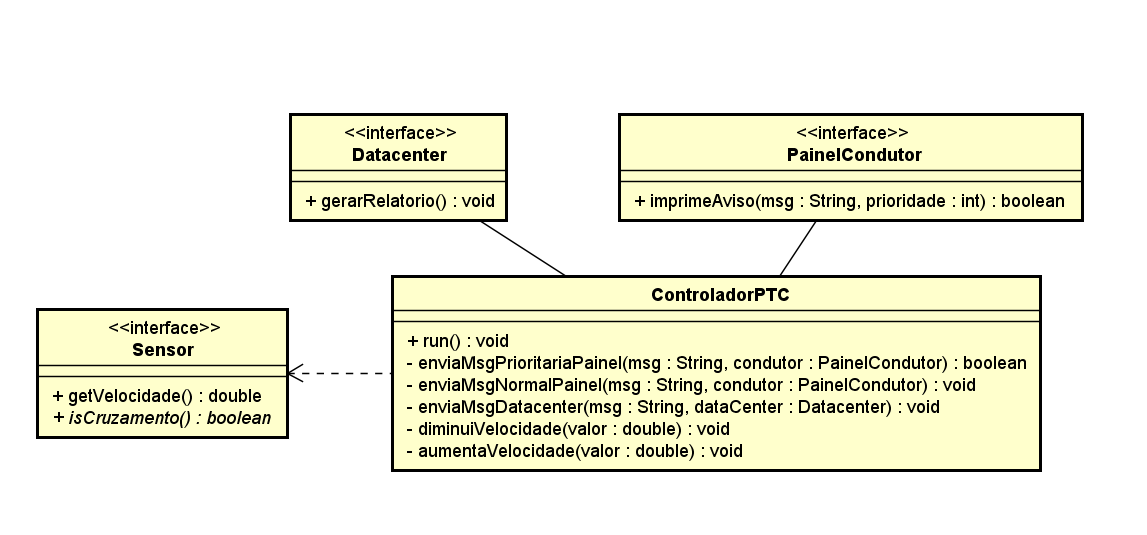 <<interface>>
Datacenter
+ gerarRelatorio() : void
<<interface>>
PainelCondutor
+ imprimeAviso(msg : String, prioridade : int) : boolean
<<interface>>
Sensor
+ getVelocidade() : double
+ isCruzamento() : boolean
ControladorPTC
+ run() : void
- enviaMsgPrioritariaPainel(msg : String, condutor : PainelCondutor) : boolean
- enviaMsgNormalPainel(msg : String, condutor : PainelCondutor) : void
- enviaMsgDatacenter(msg : String, dataCenter : Datacenter) : void
- diminuiVelocidade(valor : double) : void
- aumentaVelocidade(valor : double) : void